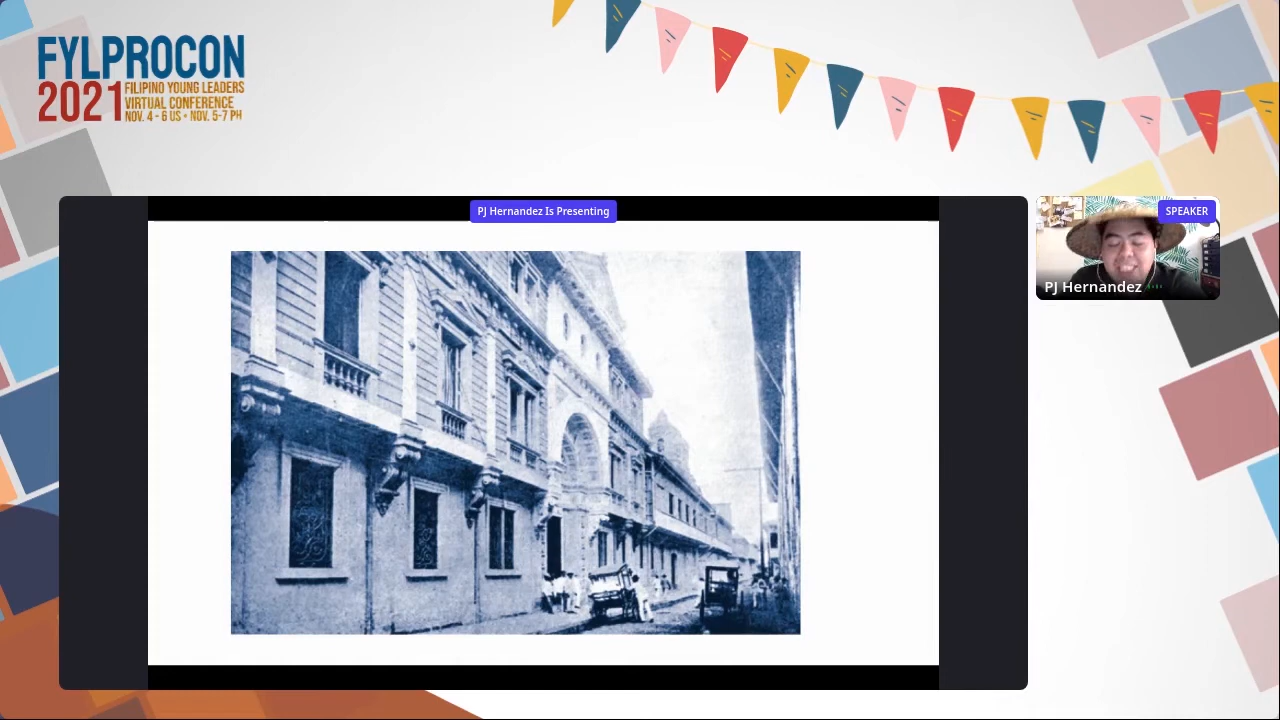 FYLPROCON
2021 FILIPINO YOUNG LEADERS
VIRTUAL CONFERENCE
NOV. 4 - 6 US • NOV. 5-7 PH
PJ Hernandez Is Presenting
SPEAKER
PJ Hernandez